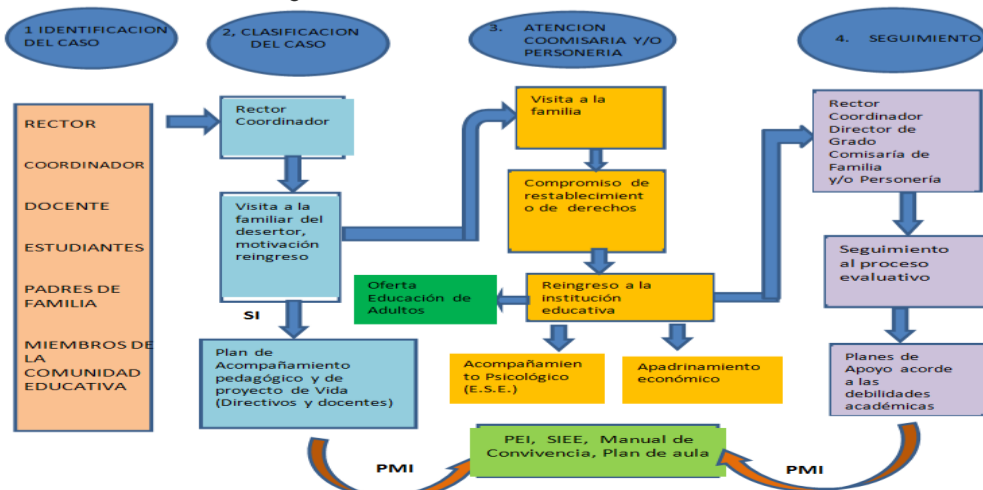 1 IDENTIFICACION
DEL CASO
2, CLASIFICACION
DEL CASO
3. ATENCION
COOMISARIA Y/O
PERSONERIA
4. SEGUIMIENTO
RECTOR
COORDINADOR
DOCENTE
ESTUDIANTES
PADRES DE
FAMILIA
MIEMBROS DE
LA
COMUNIDAD
EDUCATIVA
Rector
Coordinador
Visita a la
familiar del
desertor,
motivación
reingreso
SI
Plan de
Acompañamiento
pedagógico y de
proyecto de Vida
(Directivos y docentes)
Visita a la
familia
Compromiso de
restablecimient
o de derechos
Reingreso a la
institución
educativa
Oferta
Educación de
Adultos
Acompañamien
to Psicológico
(E.S.E.)
Apadrinamiento
económico
Rector
Coordinador
Director de
Grado
Comisaría de
Familia
y/o Personería
Seguimiento
al proceso
evaluativo
Planes de
Apoyo acorde
a las
debilidades
académicas
PMI
PEI, SIEE, Manual de
Convivencia, Plan de aula
PMI